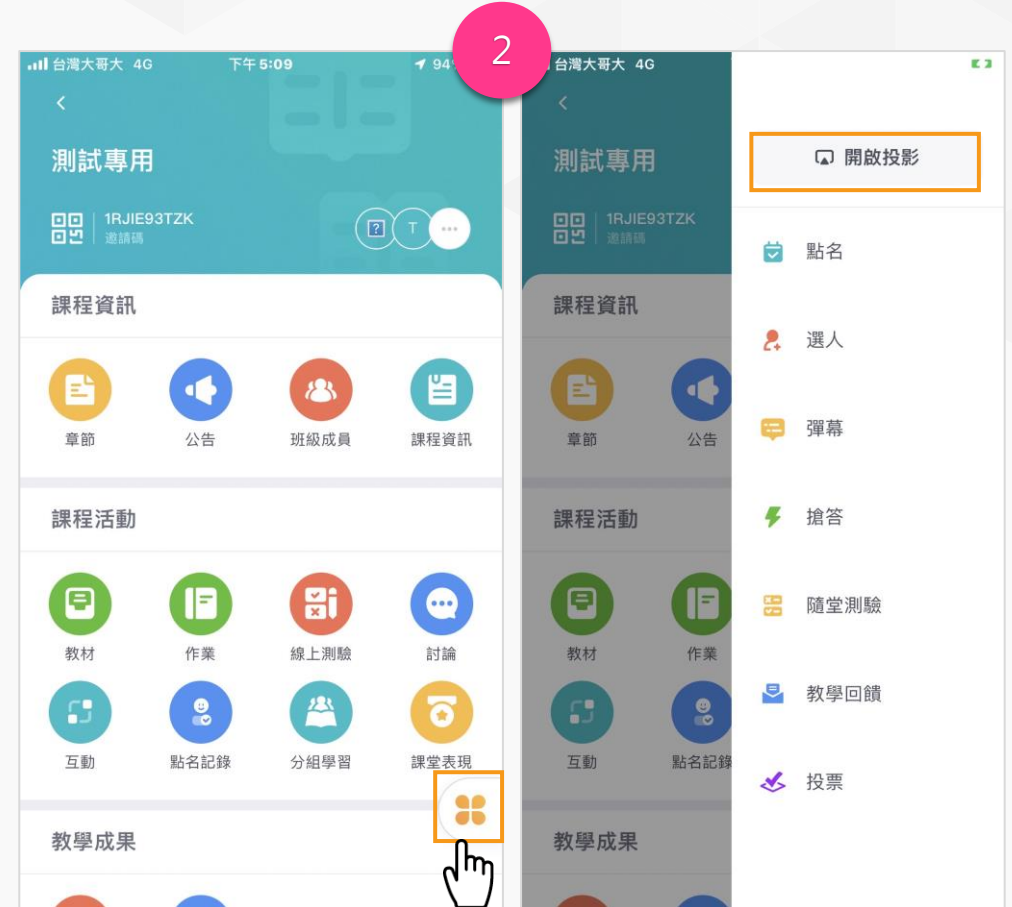 2
台灣大哥大 4G 下午5:09 94
測試專用
1RJIE93TZK
邀請碼
? T
課程資訊
章節 公告 班級成員 課程資訊
課程活動
教材 作業 線上測驗 討論
互動 點名記錄 分組學習 課堂表現
教學成果
台灣大哥大 4G
測試專用
1RJIE93TZK
邀請碼
課程資訊
章節 公告
課程活動
教材 作業
互動 點名記錄
教學成果
開啟投影
點名
選人
彈幕
搶答
隨堂測驗
教學回饋
投票